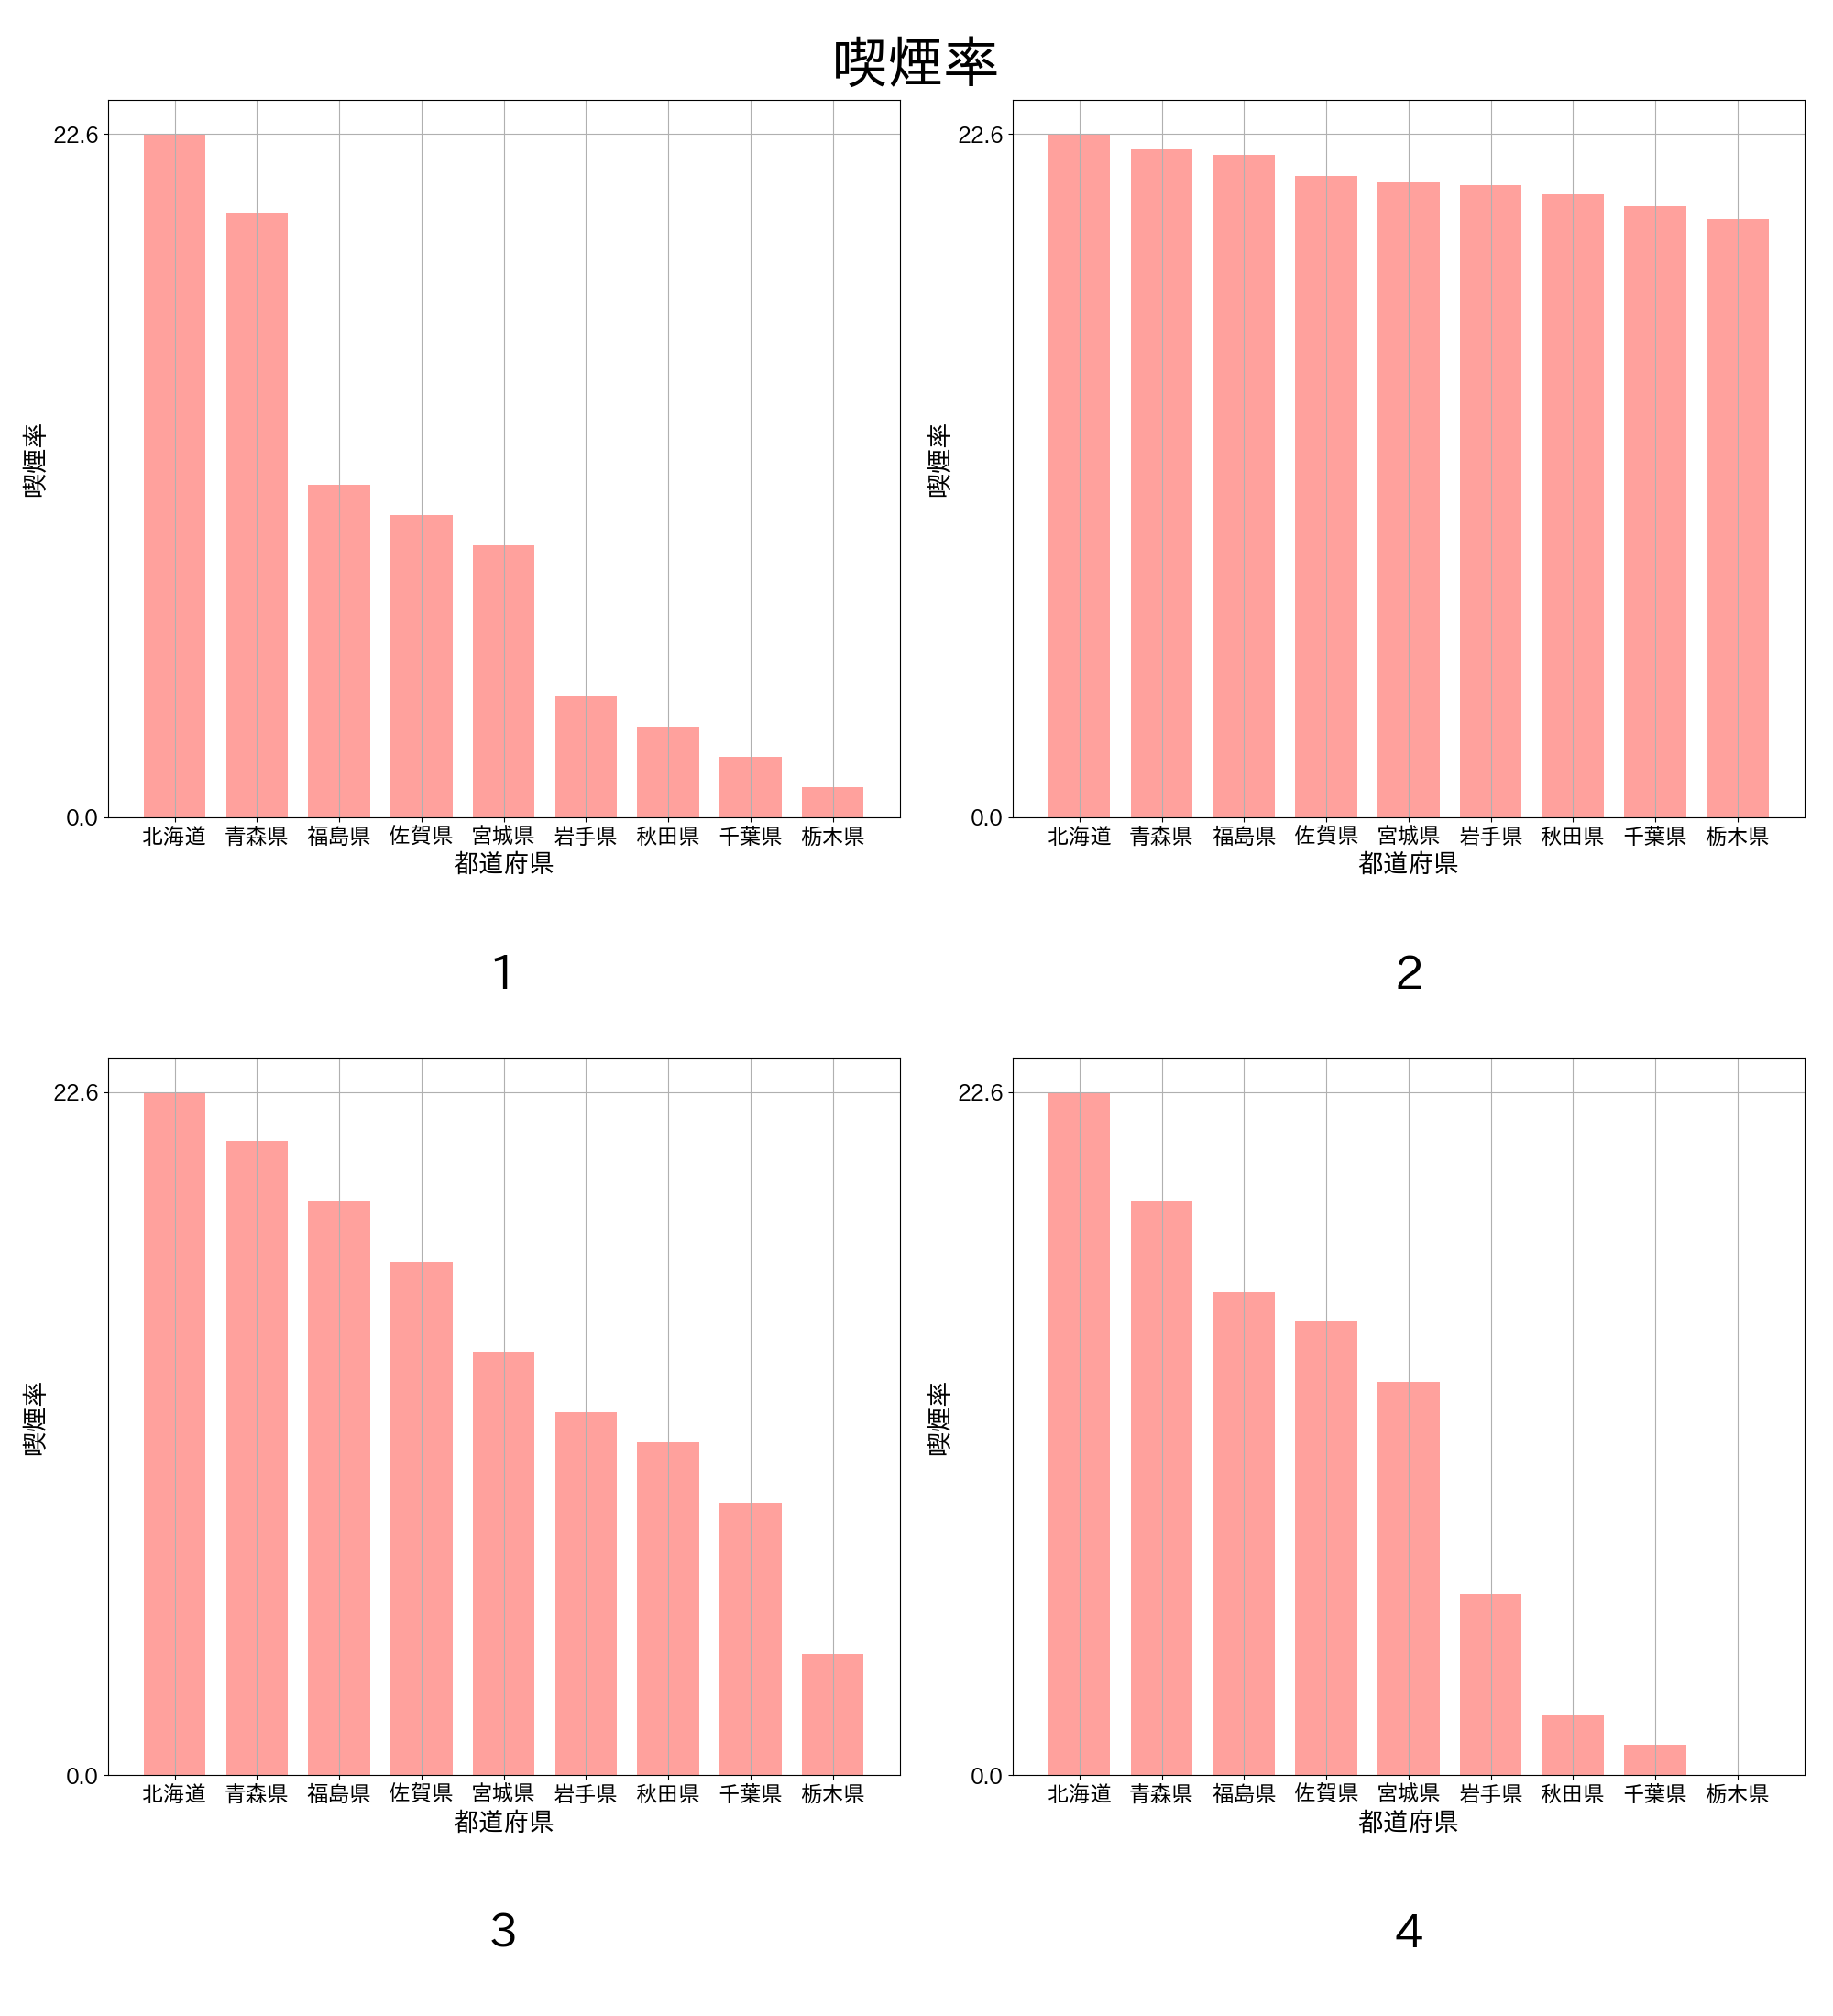 喫煙率
22.6
喫煙率
0.0
北海道 青森県 福島県 佐賀県 宮城県 岩手県 秋田県 千葉県 栃木県
都道府県
1
22.6
喫煙率
0.0
北海道 青森県 福島県 佐賀県 宮城県 岩手県 秋田県 千葉県 栃木県
都道府県
2
22.6
喫煙率
0.0
北海道 青森県 福島県 佐賀県 宮城県 岩手県 秋田県 千葉県 栃木県
都道府県
3
22.6
喫煙率
0.0
北海道 青森県 福島県 佐賀県 宮城県 岩手県 秋田県 千葉県 栃木県
都道府県
4